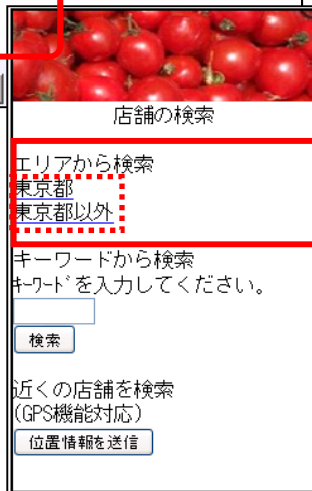 店舗の検索
エリアから検索
東京都
東京都以外
キーワードから検索
ｷｰﾜｰﾄﾞを入力してください。
検索
近くの店舗を検索
(GPS機能対応)
位置情報を送信